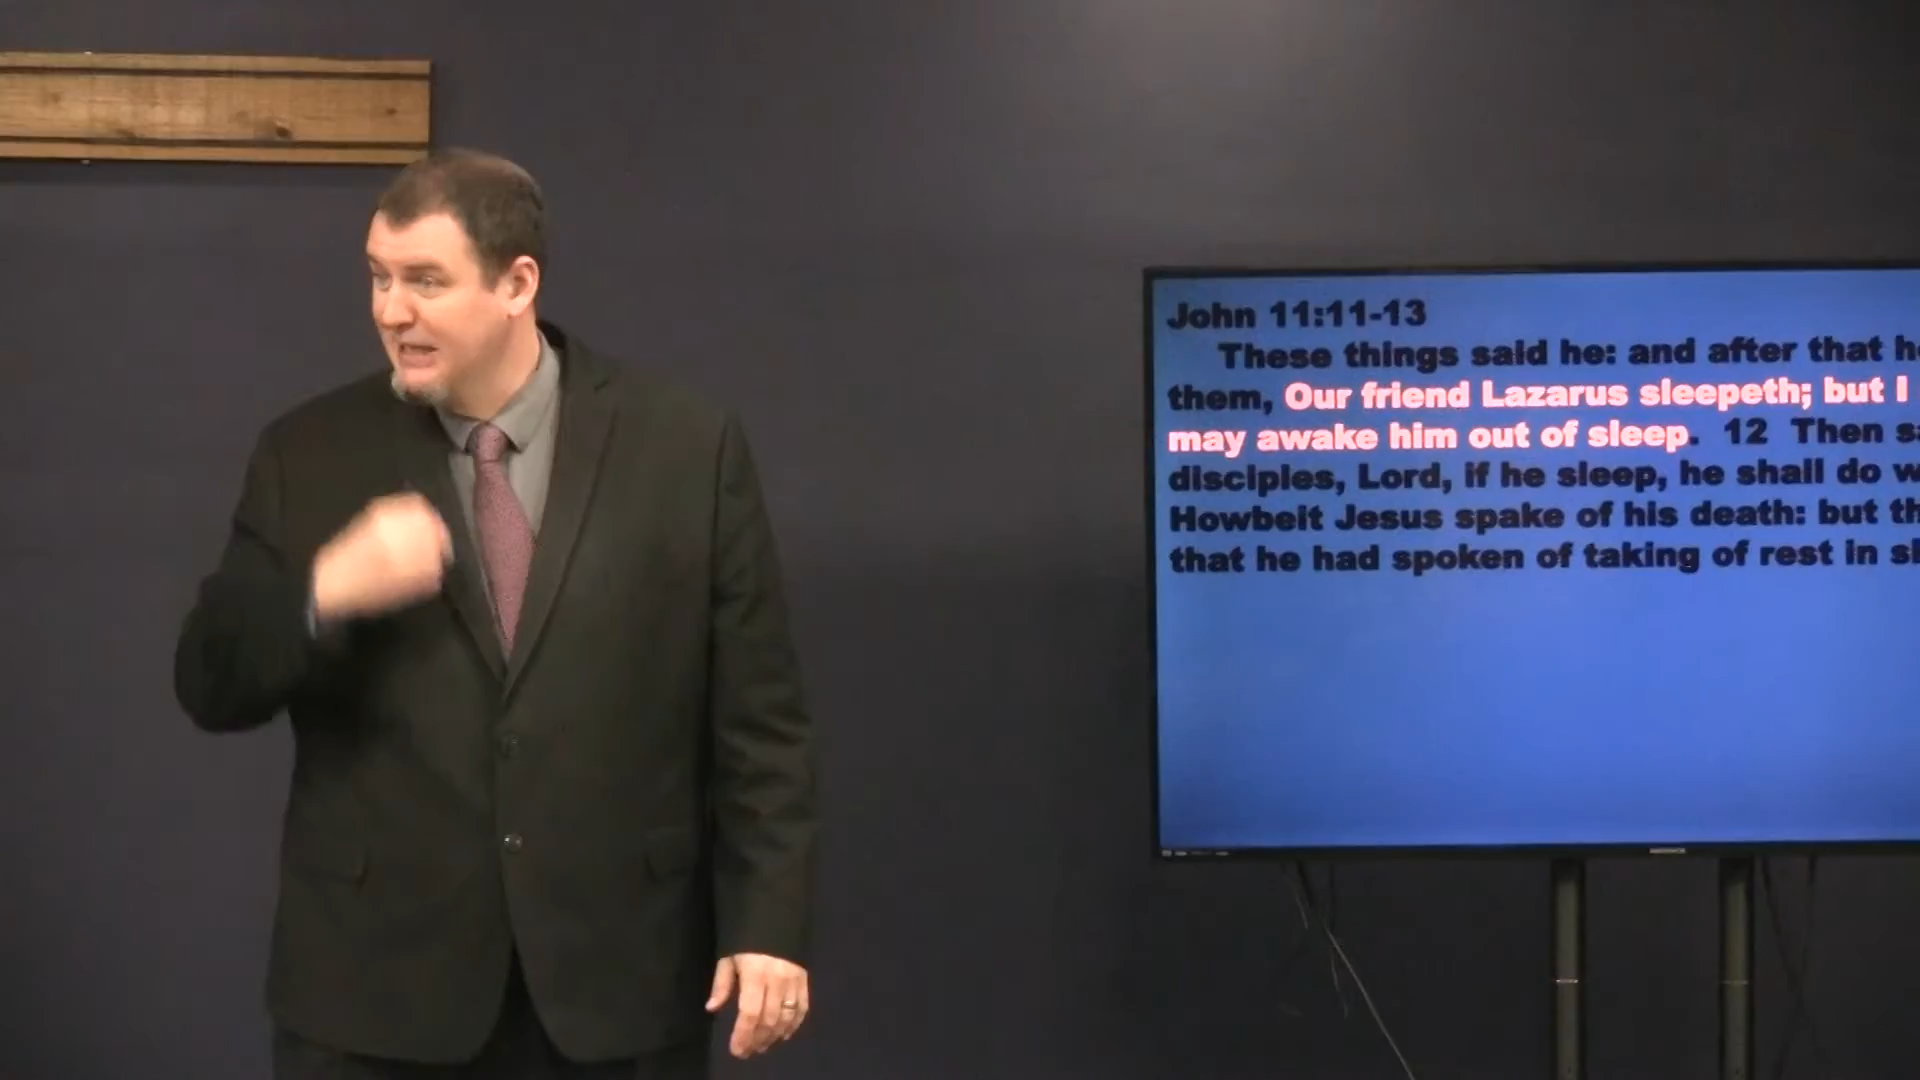 John 11:11-13
These things said he: and after that
them, Our friend Lazarus sleepeth; but I
may awake him out of sleep. 12 Then
disciples, Lord, if he sleep, he shall do
Howbeit Jesus spake of his death: but
that he had spoken of taking of rest in